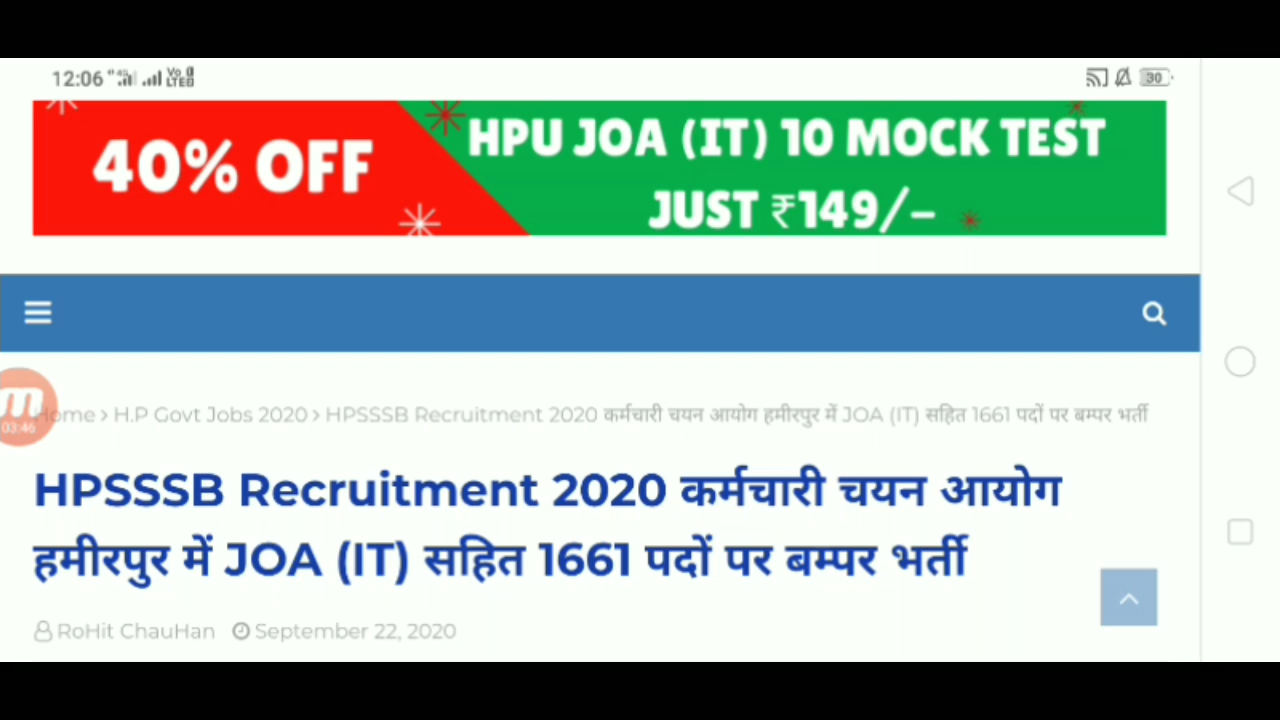 12:06
30
40% OFF
HPU JOA (IT) 10 MOCK TEST
JUST ₹149/-
03:46
Home > H.P Govt Jobs 2020 > HPSSSB Recruitment 2020 कर्मचारी चयन आयोग हमीरपुर में JOA (IT) सहित 1661 पदों पर बम्पर भर्ती
HPSSSB Recruitment 2020 कर्मचारी चयन आयोग
हमीरपुर में JOA (IT) सहित 1661 पदों पर बम्पर भर्ती
RoHit ChauHan September 22, 2020